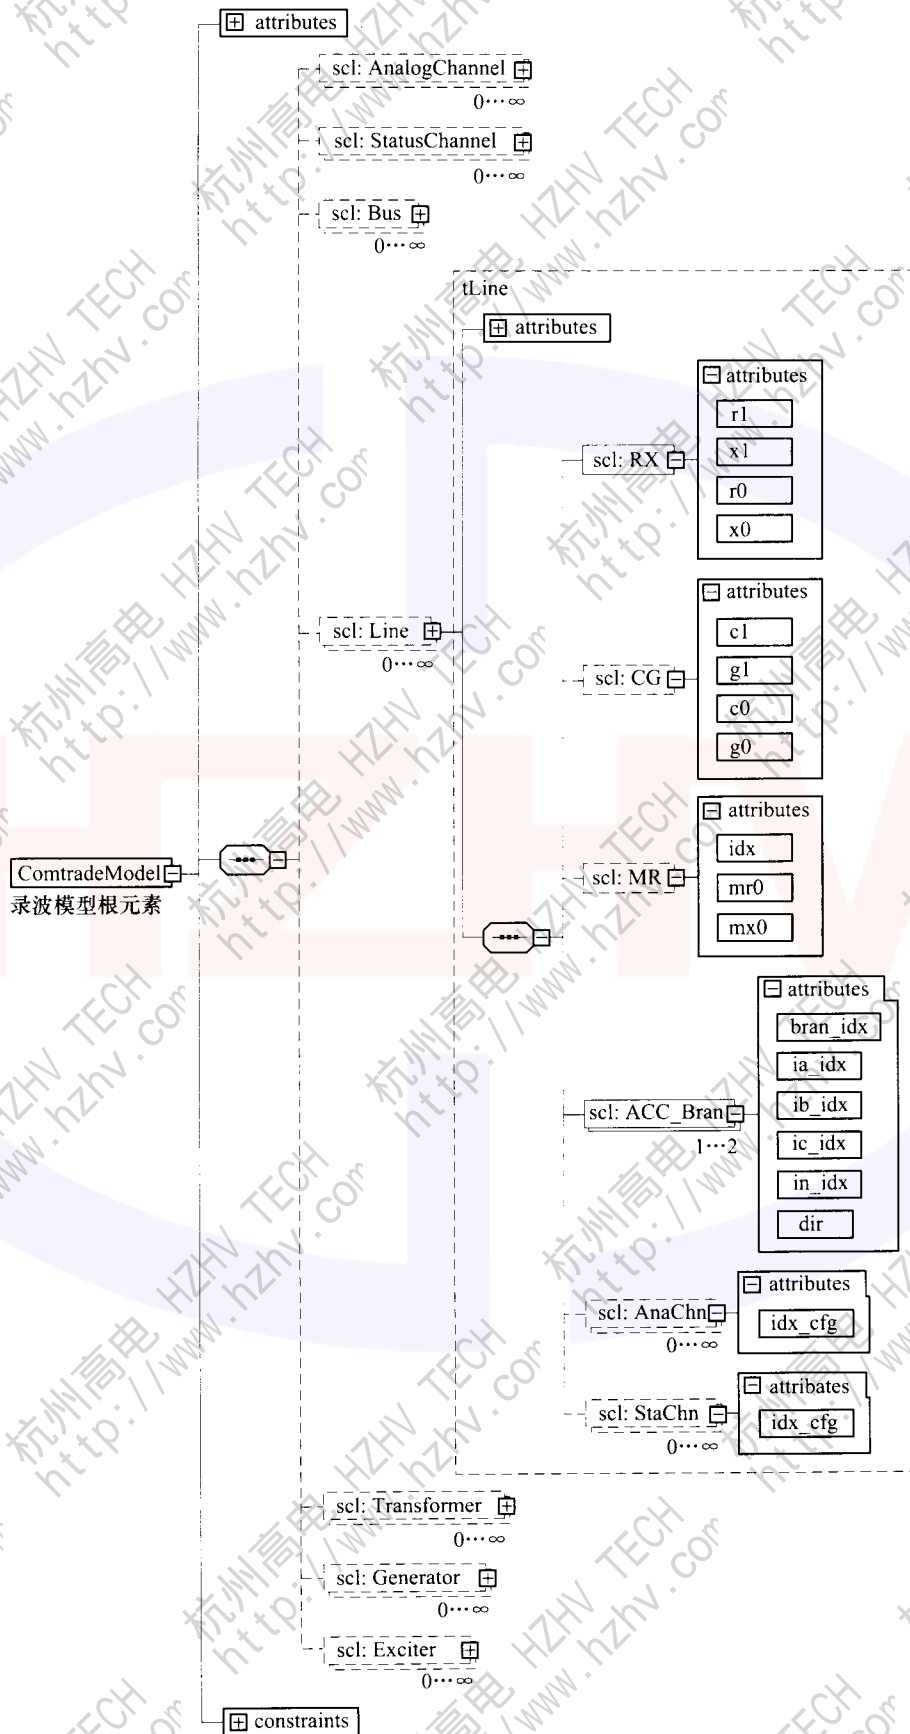 attributes
scl: AnalogChannel
0···∞
scl: StatusChannel
0···∞
scl: Bus
0···∞
tLine
attributes
attributes
r1
x1
r0
x0
scl: RX
attributes
c1
g1
c0
g0
scl: CG
scl: Line
0···∞
attributes
idx
mr0
mx0
scl: MR
ComtradeModel
录波模型根元素
attributes
bran_idx
ia_idx
ib_idx
ic_idx
in_idx
dir
scl: ACC_Bran
1···2
attributes
idx_cfg
scl: AnaChn
0···∞
attribates
idx_cfg
scl: StaChn
0···∞
scl: Transformer
0···∞
scl: Generator
0···∞
scl: Exciter
0···∞
constraints
杭州高电 HZHV TECH
http://www.hzhv.com
HZHV